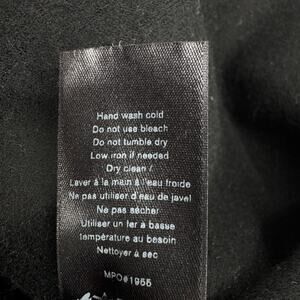 Hand wash cold
Do not use bleach
Do not tumble dry
Low iron if needed
Dry clean /
Laver à la main à l'eau froide
Ne pas utiliser d'eau de javel
Ne pas sécher
Utiliser un fer à basse
température au besoin
Nettoyer à sec
MPO#1955